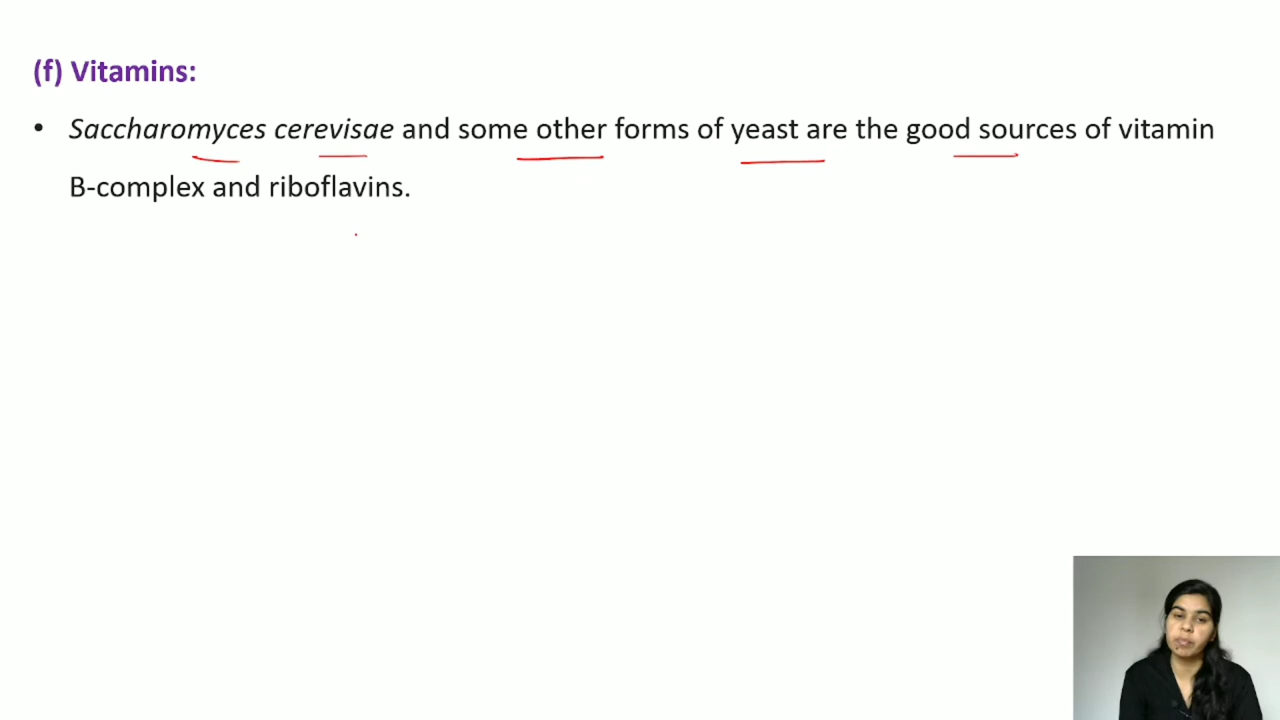 (f) Vitamins:
• Saccharomyces cerevisae and some other forms of yeast are the good sources of vitamin
B-complex and riboflavins.